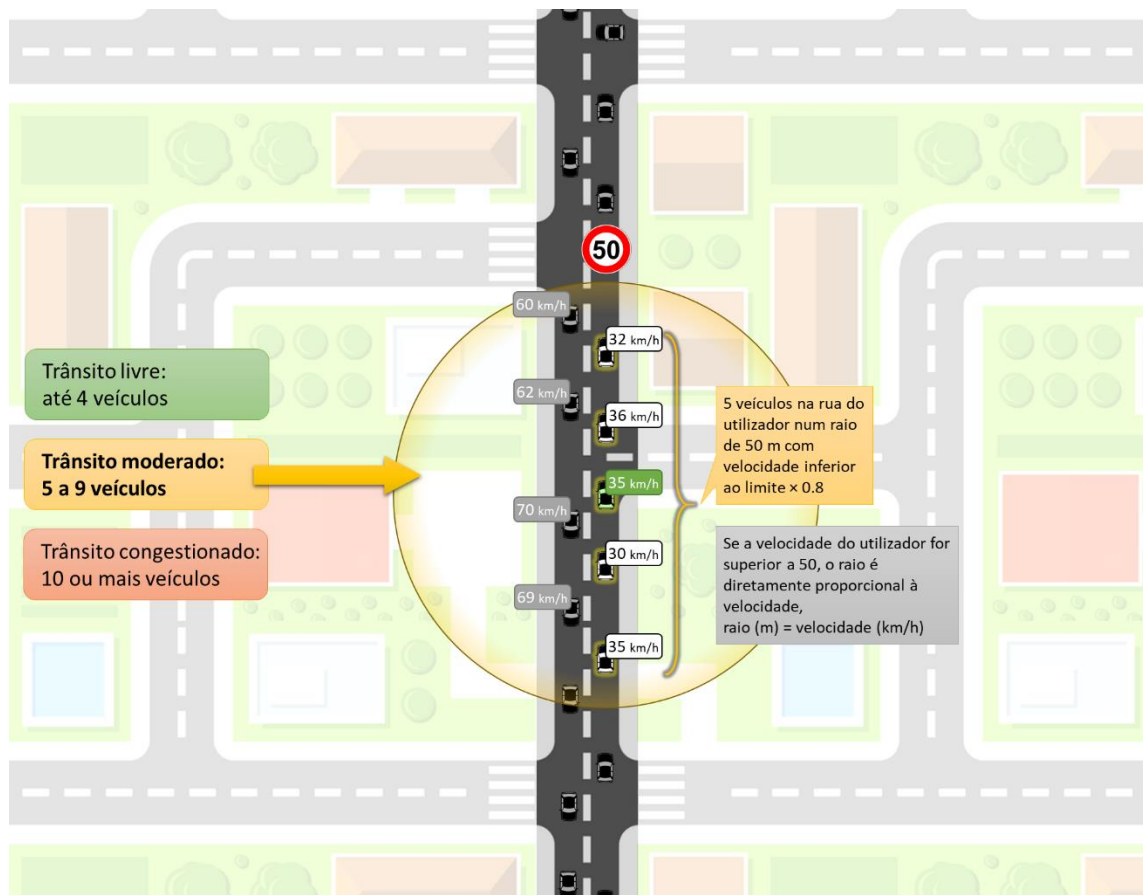 50
60 km/h
32 km/h
62 km/h
36 km/h
35 km/h
70 km/h
30 km/h
69 km/h
35 km/h
Trânsito livre:
até 4 veículos
Trânsito moderado:
5 a 9 veículos
Trânsito congestionado:
10 ou mais veículos
5 veículos na rua do
utilizador num raio
de 50 m com
velocidade inferior
ao limite × 0.8
Se a velocidade do utilizador for
superior a 50, o raio é
diretamente proporcional à
velocidade,
raio (m) = velocidade (km/h)